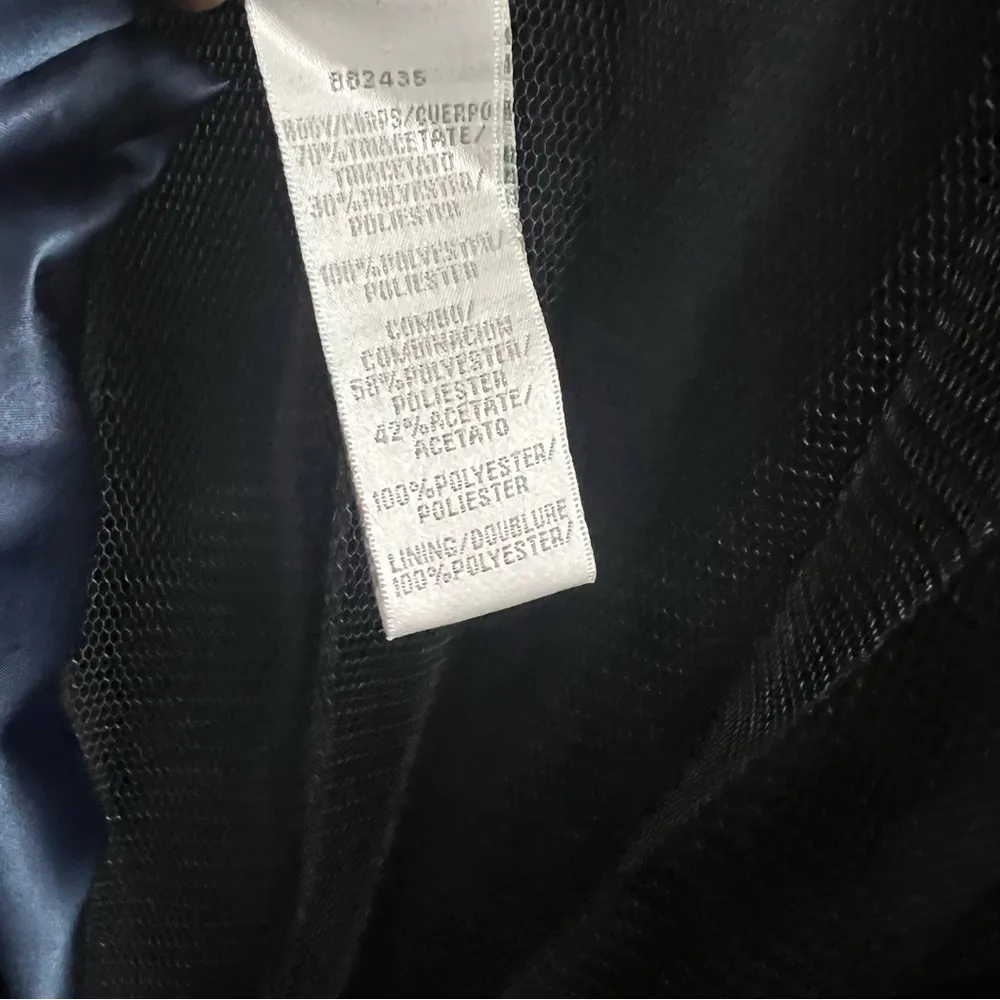 882435
BODY/CORPS/CUERPO
70%TRIACETATE/
30%POLYESTER/
POLIESTER
100%POLYESTER/
POLIESTER
COMBO/
COMBINACION
58%POLYESTER/
POLIESTER
42%ACETATE/
ACETATO
100%POLYESTER/
POLIESTER
LINING/DOUBLURE
100%POLYESTER/